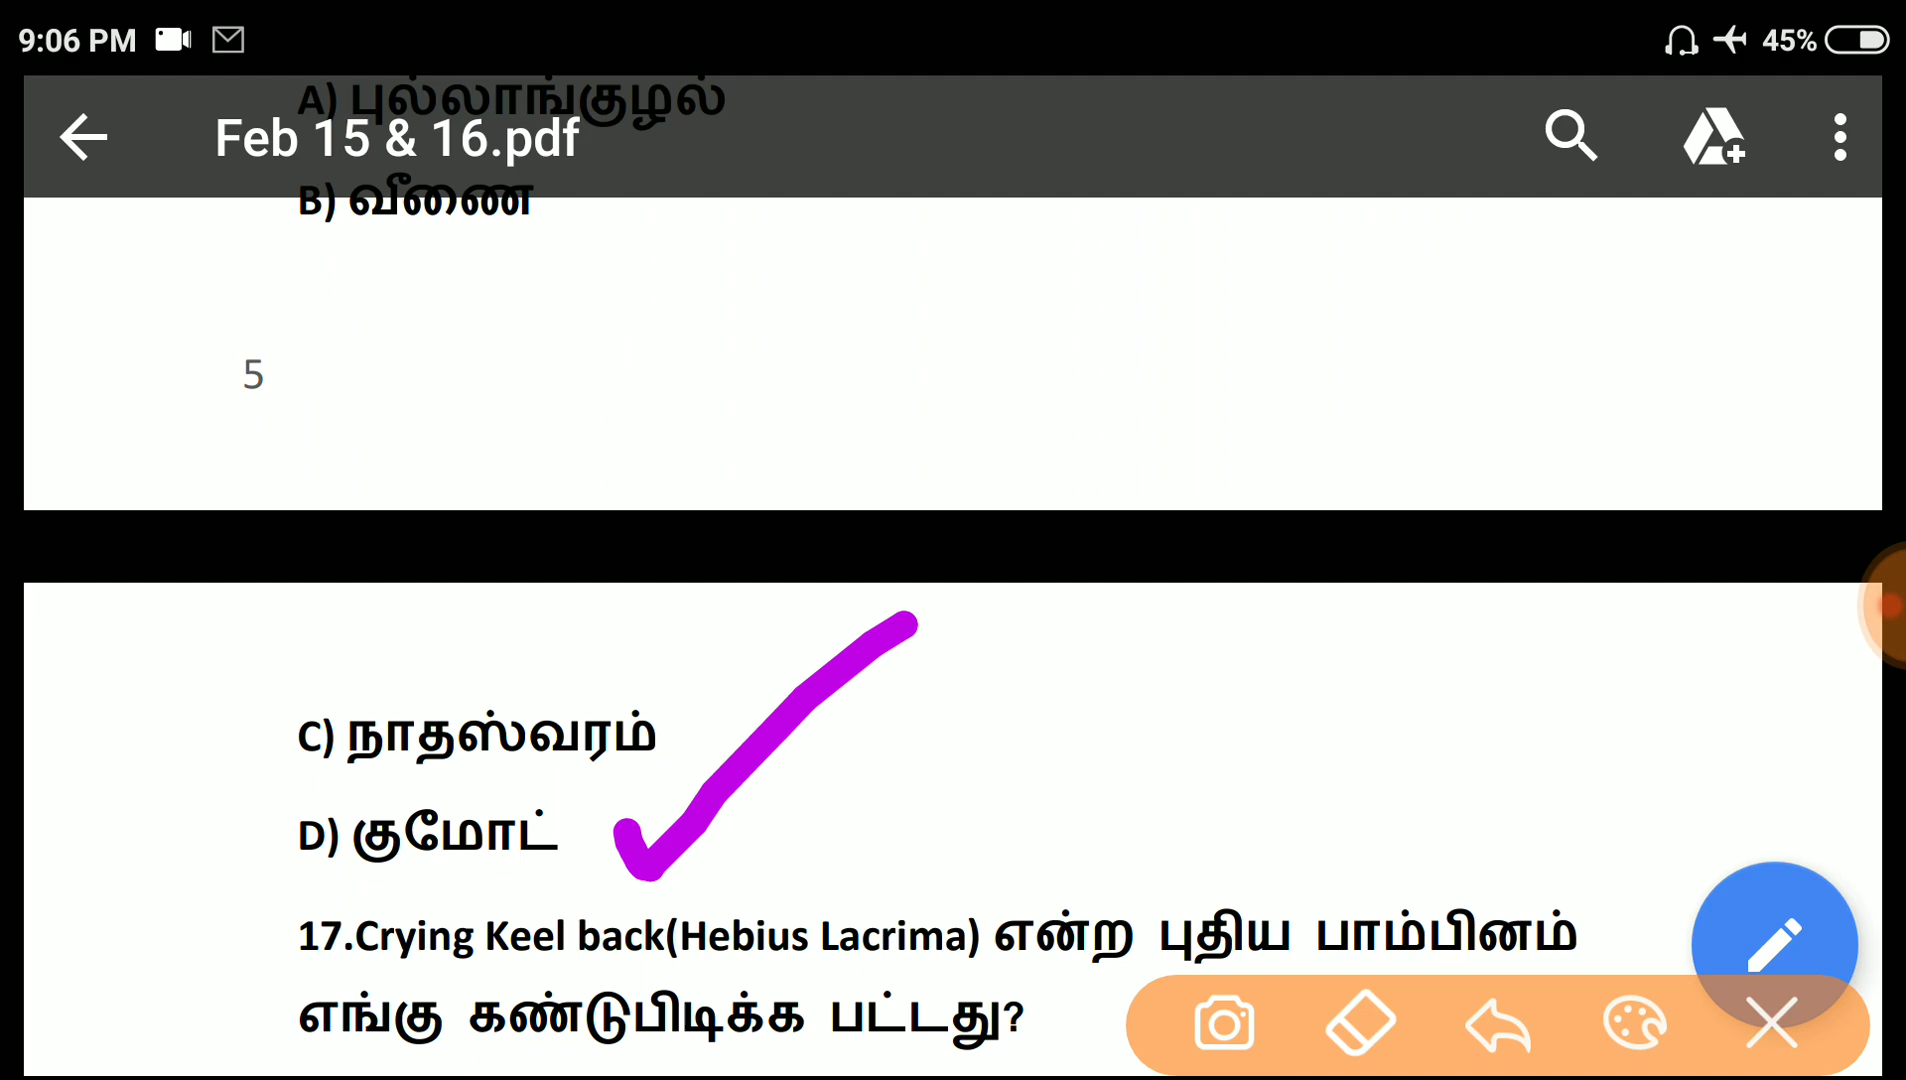 9:06 PM 45%
A) புல்லாங்குழல்
Feb 15 & 16.pdf
B) வீணை
5
C) நாதஸ்வரம்
D) குமோட்
17.Crying Keel back(Hebius Lacrima) என்ற புதிய பாம்பினம்
எங்கு கண்டுபிடிக்க பட்டது?